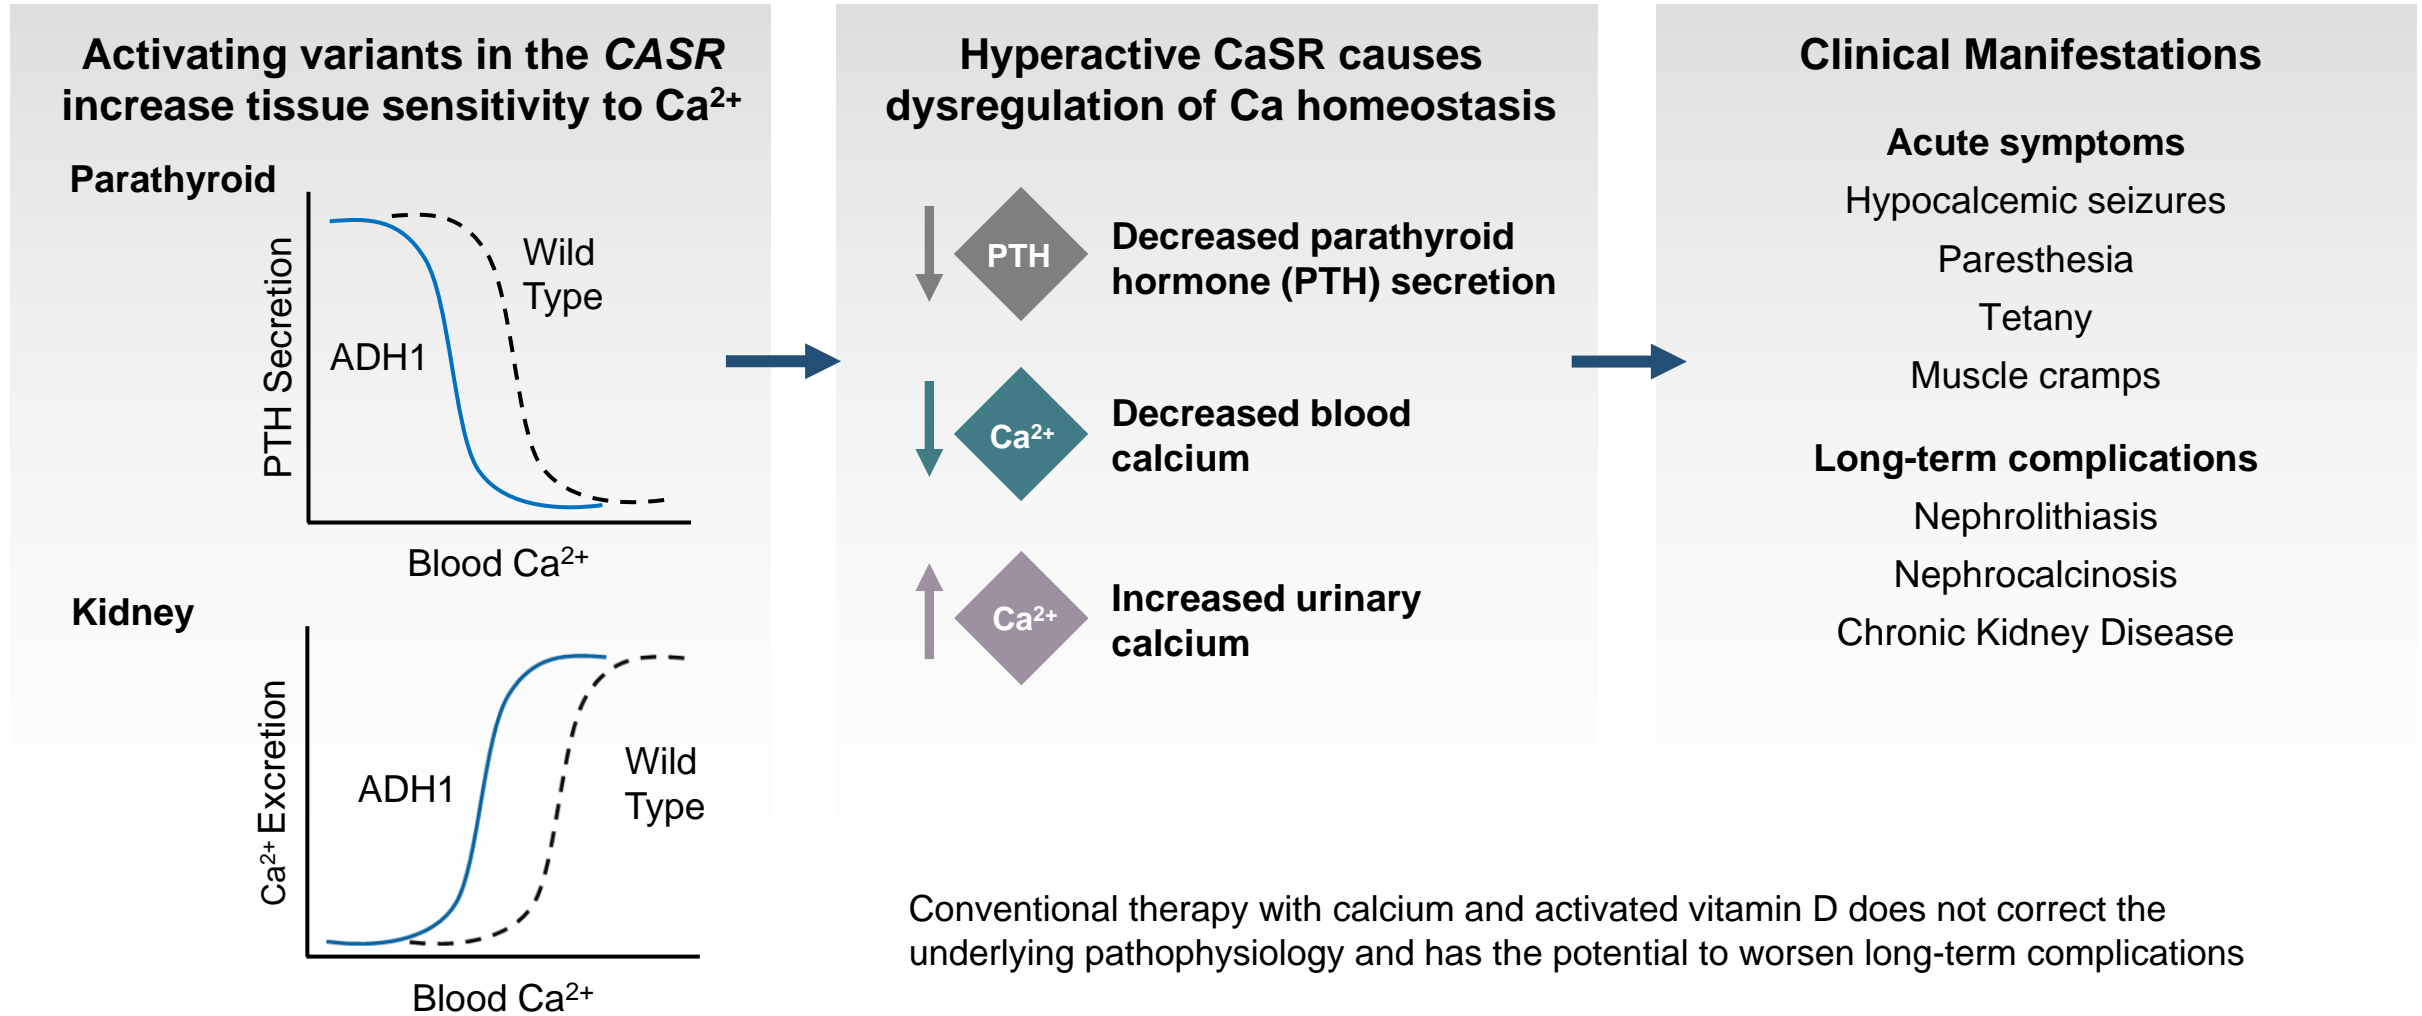 Activating variants in the CASR
increase tissue sensitivity to Ca²⁺
Parathyroid
PTH Secretion
Wild
Type
ADH1
Blood Ca²⁺
Kidney
Ca²⁺ Excretion
ADH1
Wild
Type
Blood Ca²⁺
Hyperactive CaSR causes
dysregulation of Ca homeostasis
PTH
Decreased parathyroid
hormone (PTH) secretion
Ca²⁺
Decreased blood
calcium
Ca²⁺
Increased urinary
calcium
Clinical Manifestations
Acute symptoms
Hypocalcemic seizures
Paresthesia
Tetany
Muscle cramps
Long-term complications
Nephrolithiasis
Nephrocalcinosis
Chronic Kidney Disease
Conventional therapy with calcium and activated vitamin D does not correct the
underlying pathophysiology and has the potential to worsen long-term complications